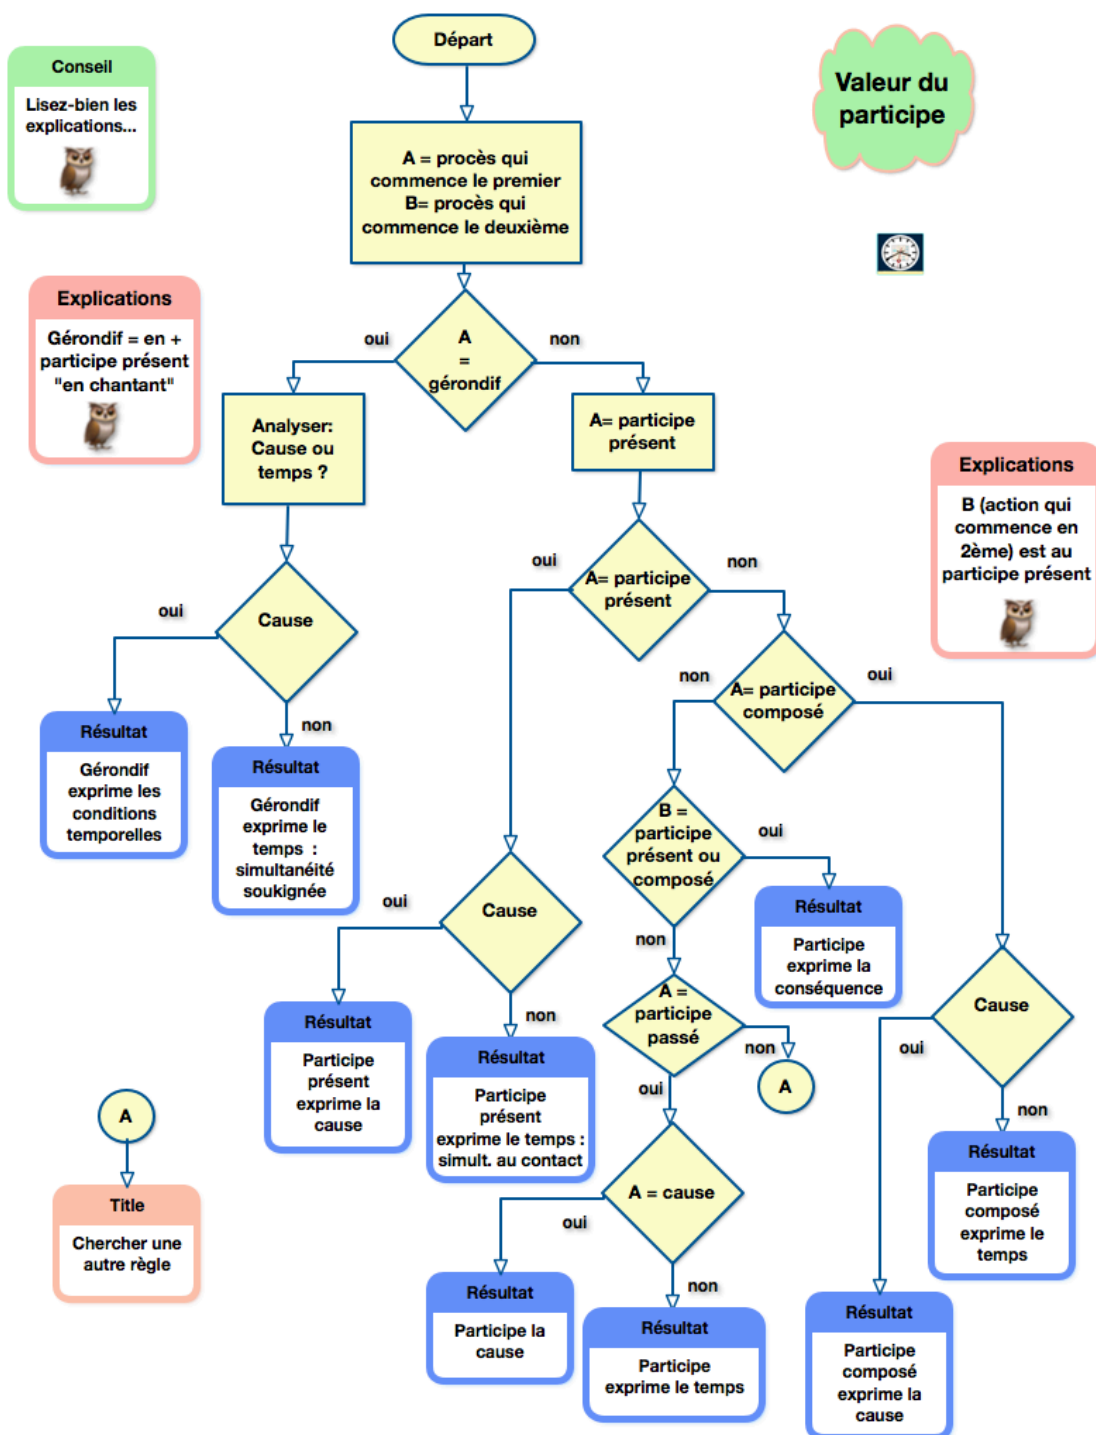 Départ
Conseil
Lisez-bien les
explications...
Valeur du
participe
A = procès qui
commence le premier
B= procès qui
commence le deuxième
Explications
Gérondif = en +
participe présent
"en chantant"
oui
A
=
gérondif
non
Analyser:
Cause ou
temps ?
A= participe
présent
Explications
B (action qui
commence en
2ème) est au
participe présent
oui
A= participe
présent
non
oui
Cause
non
A= participe
composé
oui
non
Résultat
Gérondif
exprime les
conditions
temporelles
Résultat
Gérondif
exprime le
temps :
simultanéité
soukignée
B =
participe
présent ou
composé
oui
oui
Cause
non
Résultat
Participe
exprime la
conséquence
non
A =
participe
passé
non
A
oui
Cause
oui
non
Résultat
Participe
présent
exprime la
cause
Résultat
Participe
présent
exprime le temps :
simult. au contact
A
Title
Chercher une
autre règle
A = cause
oui
non
Résultat
Participe
composé
exprime le
temps
Résultat
Participe la
cause
Résultat
Participe
exprime le temps
Résultat
Participe
composé
exprime la
cause